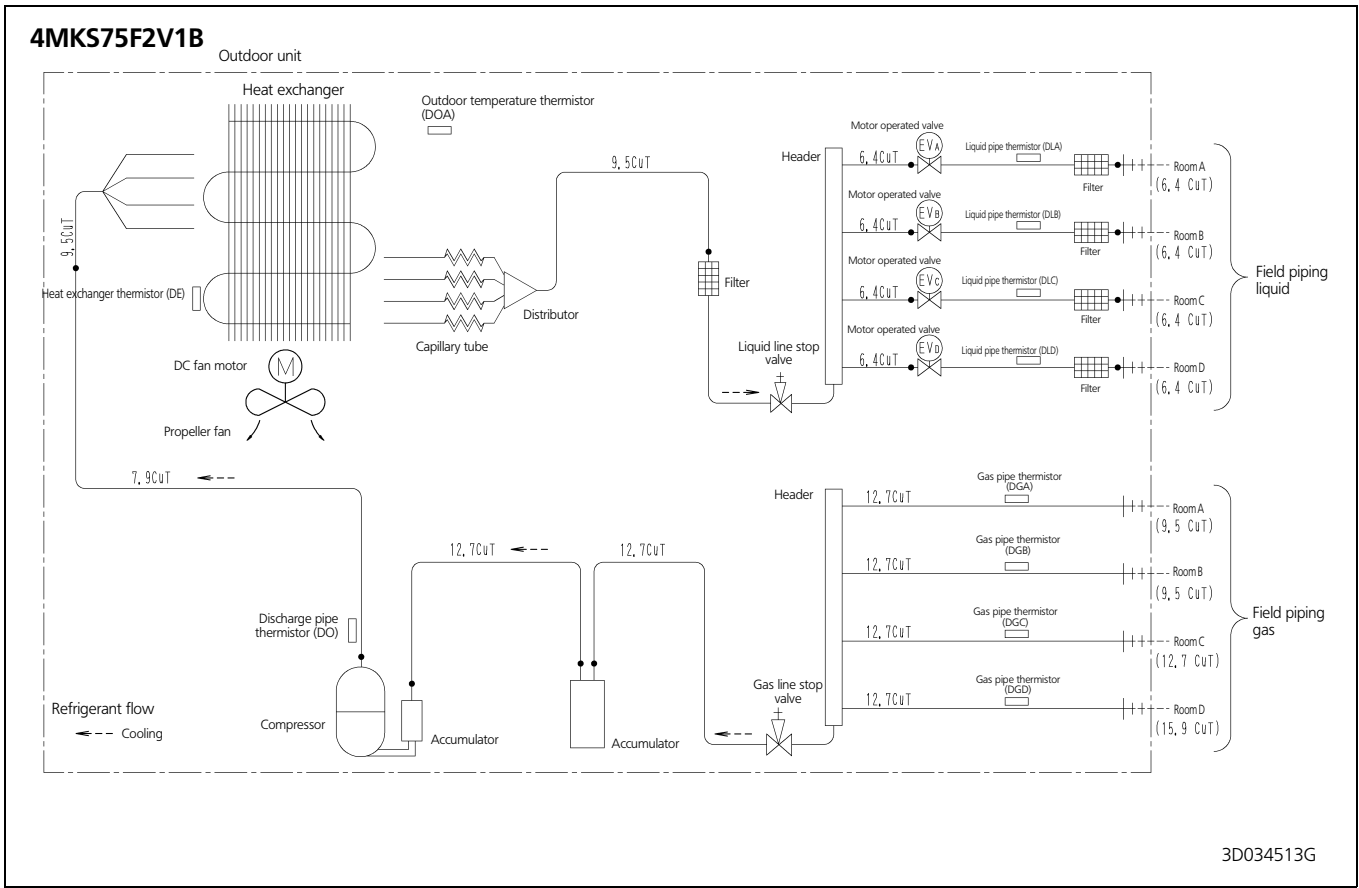 4MKS75F2V1B
Outdoor unit
Heat exchanger
Outdoor temperature thermistor
(DOA)
9.5CuT
9.5CuT
Heat exchanger thermistor (DE)
Capillary tube
Distributor
Filter
DC fan motor
M
Propeller fan
Liquid line stop
valve
Header
Motor operated valve
EVA
6.4CuT
Liquid pipe thermistor (DLA)
Filter
Room A
(6.4 CuT)
Motor operated valve
EVB
6.4CuT
Liquid pipe thermistor (DLB)
Filter
Room B
(6.4 CuT)
Motor operated valve
EVC
6.4CuT
Liquid pipe thermistor (DLC)
Filter
Room C
(6.4 CuT)
Motor operated valve
EVD
6.4CuT
Liquid pipe thermistor (DLD)
Filter
Room D
(6.4 CuT)
Field piping
liquid
7.9CuT
Discharge pipe
thermistor (DO)
Compressor
12.7CuT
Accumulator
12.7CuT
Accumulator
Gas line stop
valve
Header
12.7CuT
Gas pipe thermistor
(DGA)
Room A
(9.5 CuT)
12.7CuT
Gas pipe thermistor
(DGB)
Room B
(9.5 CuT)
12.7CuT
Gas pipe thermistor
(DGC)
Room C
(12.7 CuT)
12.7CuT
Gas pipe thermistor
(DGD)
Room D
(15.9 CuT)
Field piping
gas
Refrigerant flow
Cooling
3D034513G